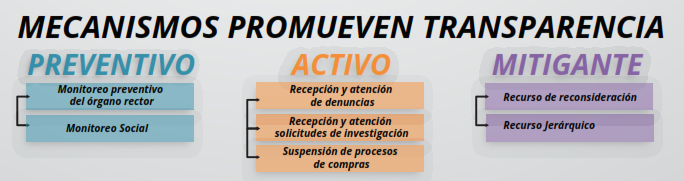 MECANISMOS PROMUEVEN TRANSPARENCIA
PREVENTIVO
Monitoreo preventivo
del órgano rector
Monitoreo Social
ACTIVO
Recepción y atención
de denuncias
Recepción y atención
solicitudes de investigación
Suspensión de procesos
de compras
MITIGANTE
Recurso de reconsideración
Recurso Jerárquico